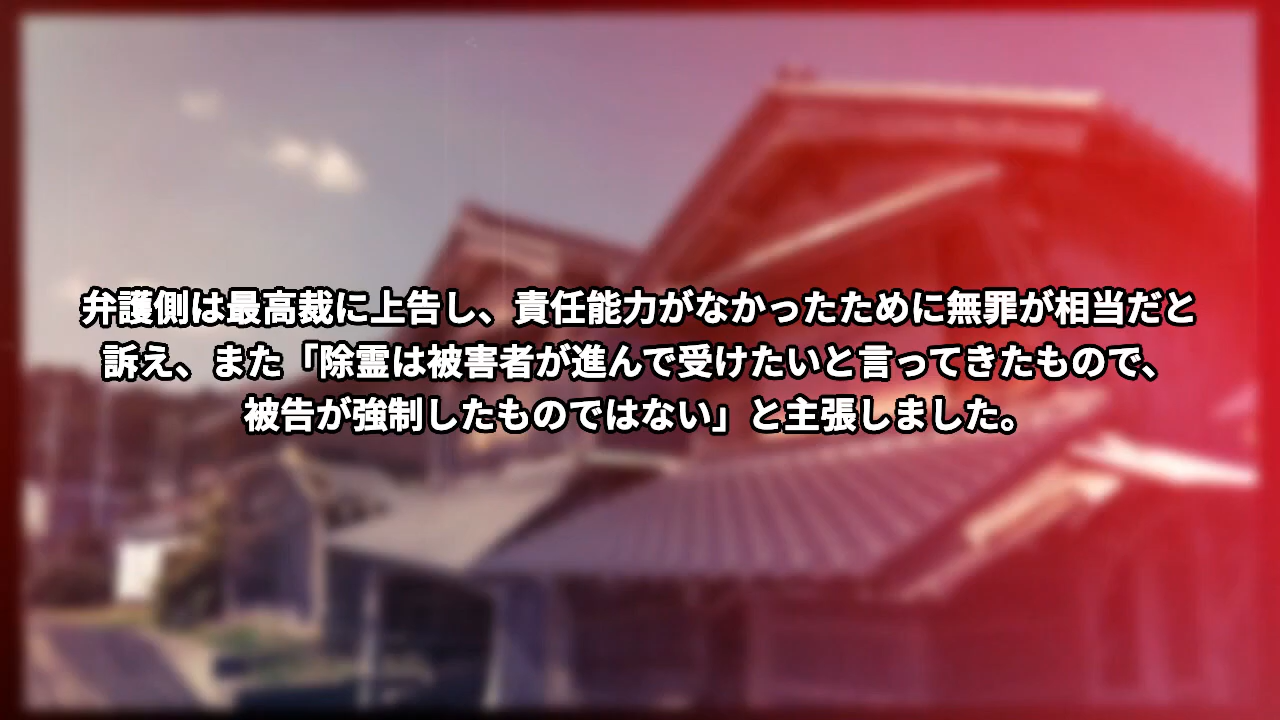 弁護側は最高裁に上告し、責任能力がなかったために無罪が相当だと
訴え、また「除霊は被害者が進んで受けたいと言ってきたもので、
被告が強制したものではない」と主張しました。